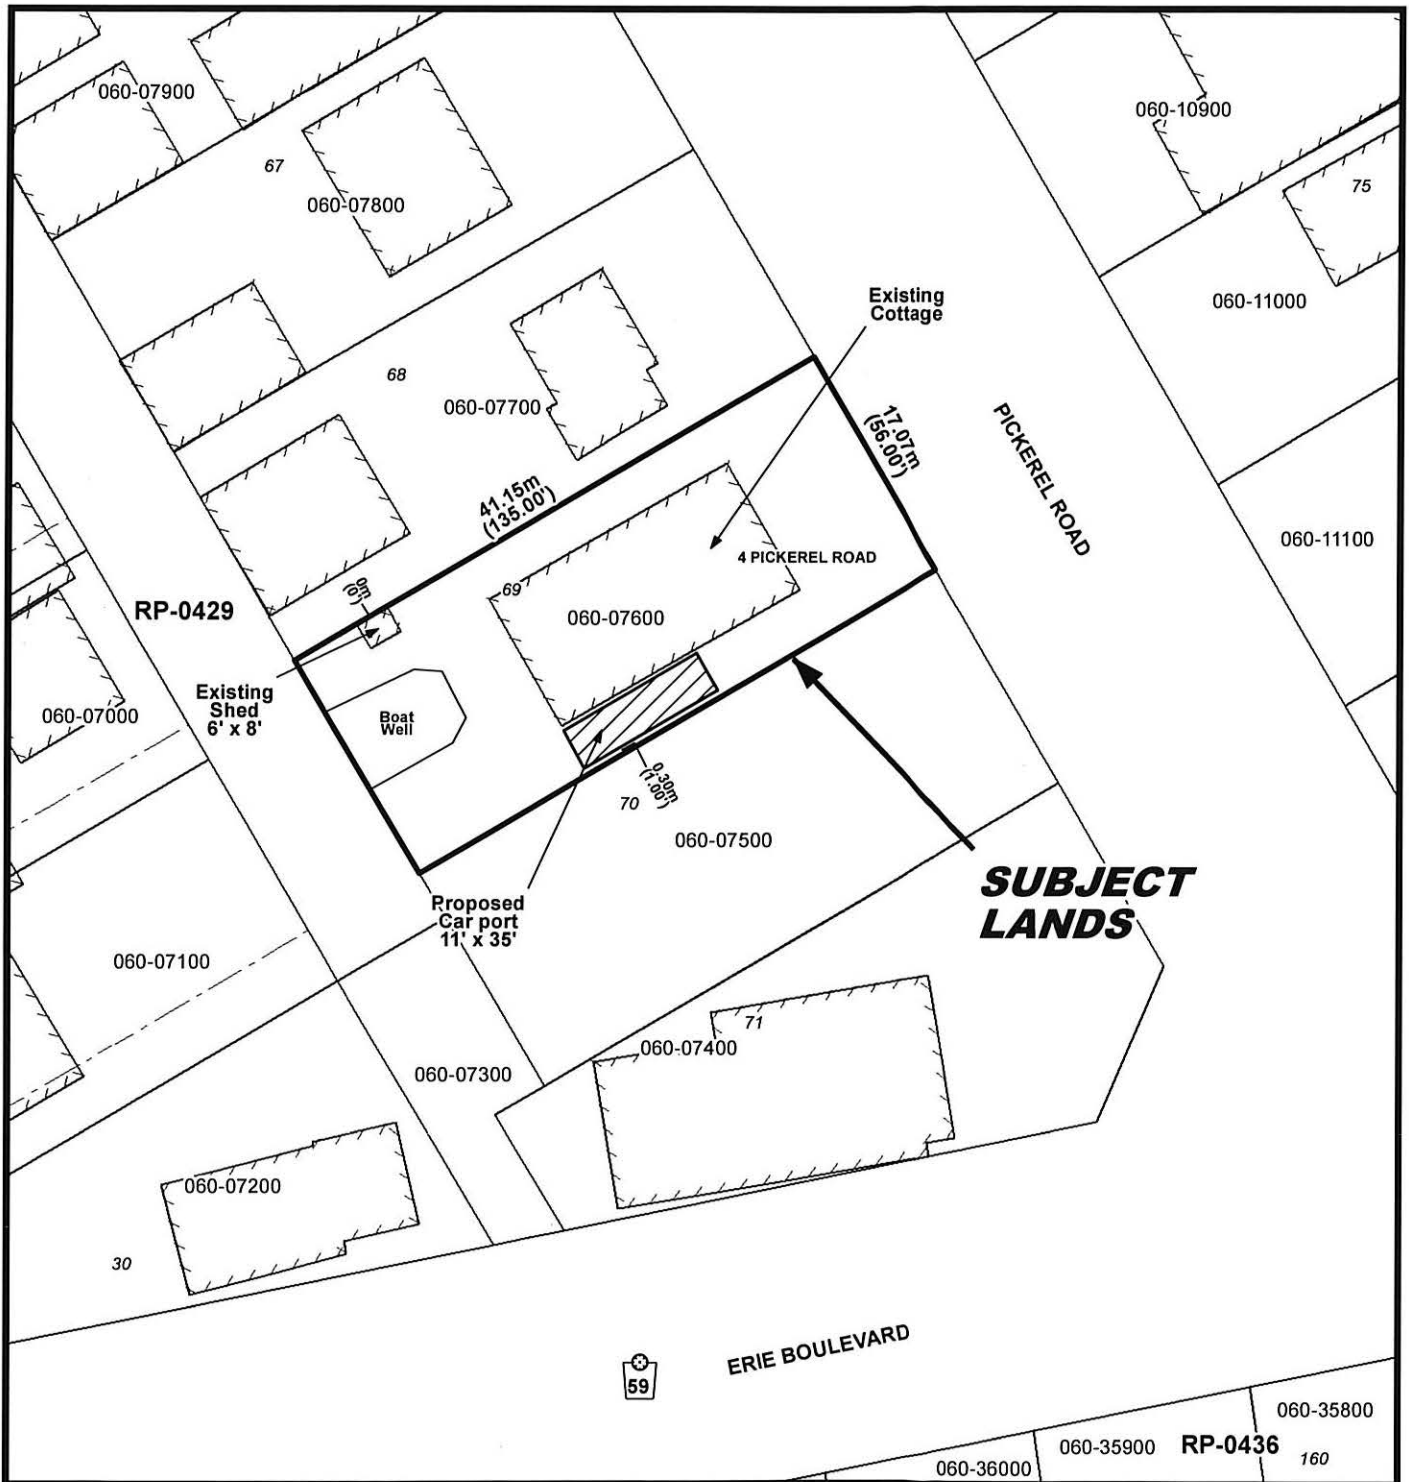 060-07900
67
060-07800
060-10900
75
060-11000
Existing
Cottage
68
060-07700
17.07m
(56.00')
PICKEREL ROAD
41.15m
(135.00')
4 PICKEREL ROAD
060-11100
69
060-07600
0m
(0')
RP-0429
Existing
Shed
6' x 8'
060-07000
Boat
Well
0.30m
(1.00')
70
060-07500
SUBJECT
LANDS
Proposed
Car port
11' x 35'
060-07100
71
060-07400
060-07300
060-07200
30
ERIE BOULEVARD
59
060-35800
060-35900
RP-0436
160
060-36000